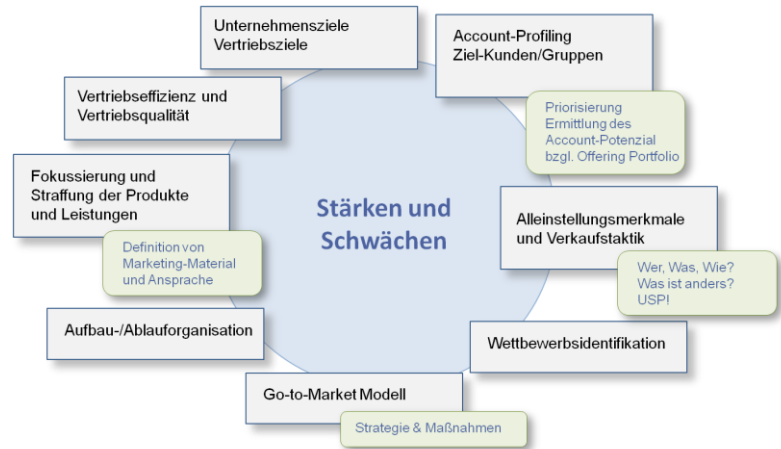 Unternehmensziele
Vertriebsziele
Account-Profiling
Ziel-Kunden/Gruppen
Priorisierung
Ermittlung des
Account-Potenzial
bzgl. Offering Portfolio
Vertriebseffizienz und
Vertriebsqualität
Fokussierung und
Straffung der Produkte
und Leistungen
Definition von
Marketing-Material
und Ansprache
Stärken und
Schwächen
Alleinstellungsmerkmale
und Verkaufstaktik
Wer, Was, Wie?
Was ist anders?
USP!
Aufbau-/Ablauforganisation
Wettbewerbsidentifikation
Go-to-Market Modell
Strategie & Maßnahmen